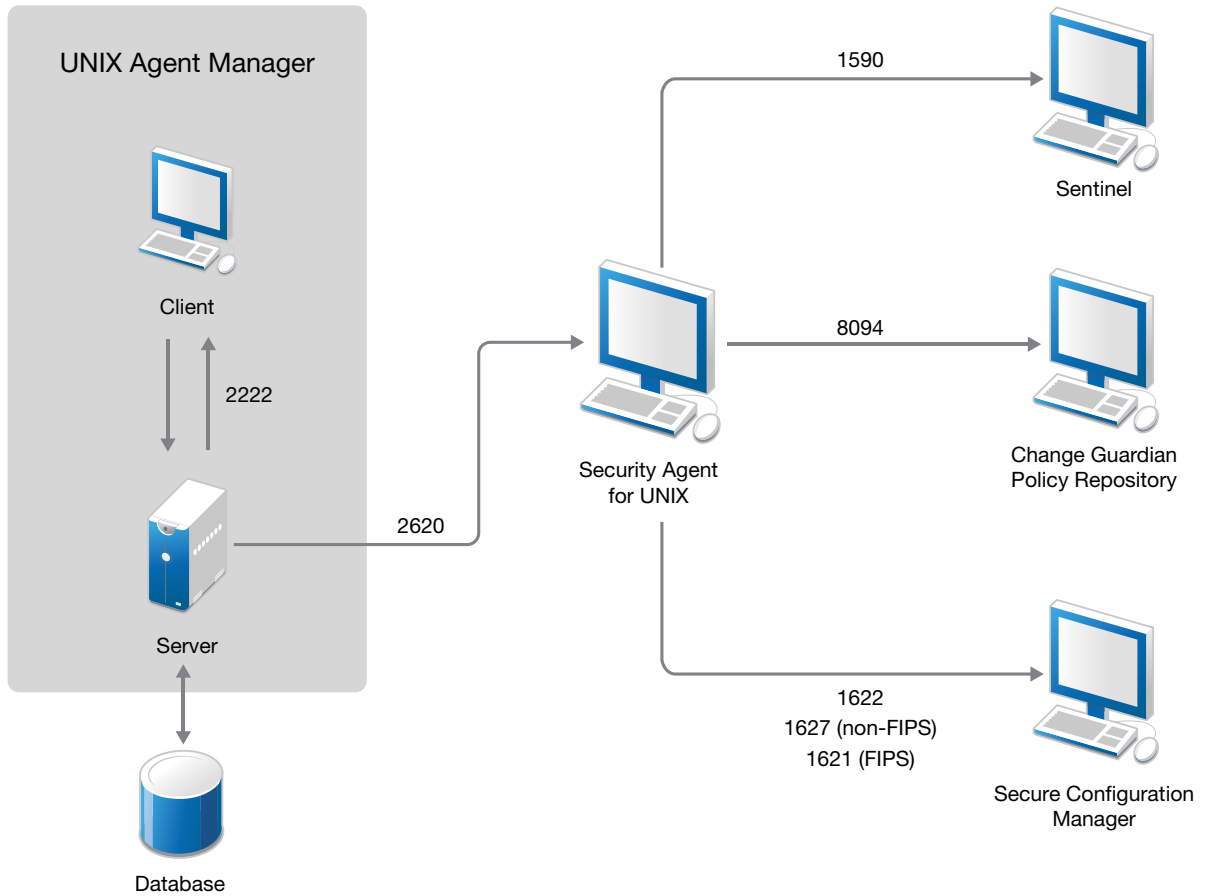 UNIX Agent Manager
Client
2222
Server
Database
2620
Security Agent
for UNIX
1590
Sentinel
8094
Change Guardian
Policy Repository
1622
1627 (non-FIPS)
1621 (FIPS)
Secure Configuration
Manager